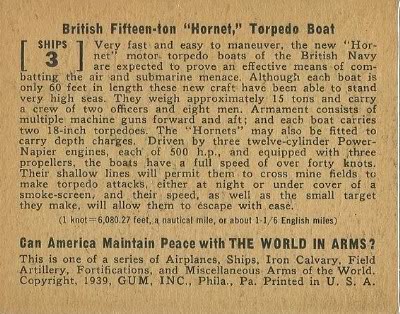 British Fifteen-ton "Hornet," Torpedo Boat
SHIPS
3
Very fast and easy to maneuver, the new "Hor-
net" motor torpedo boats of the British Navy
are expected to prove an effective means of com-
batting the air and submarine menace. Although each boat is
only 60 feet in length these new craft have been able to stand
very high seas. They weigh approximately 15 tons and carry
a crew of two officers and eight men. Armament consists of
multiple machine guns forward and aft; and each boat carries
two 18-inch torpedoes. The "Hornets" may also be fitted to
carry depth charges. Driven by three twelve-cylinder Power-
Napier engines, each of 500 h.p., and equipped with three
propellers, the boats have a full speed of over forty knots.
Their shallow lines will permit them to cross mine fields to
make torpedo attacks, either at night or under cover of a
smoke-screen, and their speed, as well as the small target
they make, will allow them to escape with ease.
(1 knot=6,080.27 feet, a nautical mile, or about 1-1/6 English miles)
Can America Maintain Peace with THE WORLD IN ARMS?
This is one of a series of Airplanes, Ships, Iron Calvary, Field
Artillery, Fortifications, and Miscellaneous Arms of the World.
Copyright, 1939, GUM, INC., Phila., Pa. Printed in U. S. A.